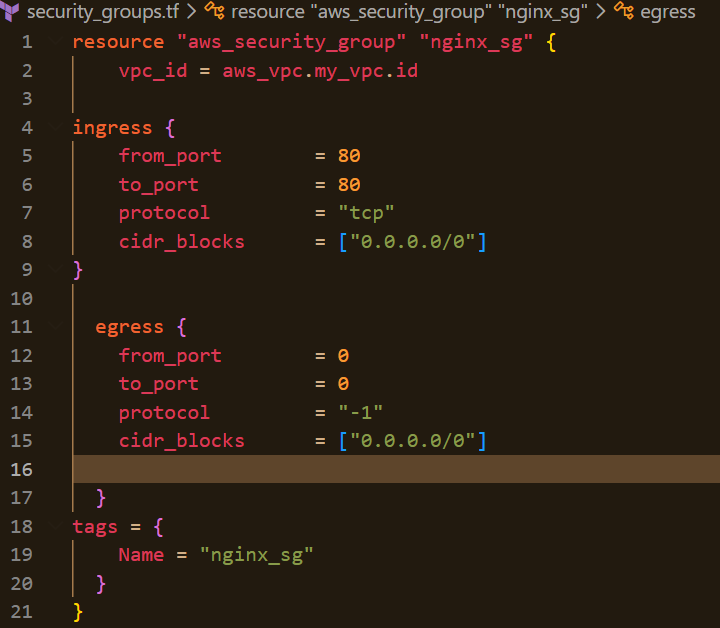 security_groups.tf > resource "aws_security_group" "nginx_sg" > egress
1 resource "aws_security_group" "nginx_sg" {
2     vpc_id = aws_vpc.my_vpc.id
3
4 ingress {
5     from_port        = 80
6     to_port          = 80
7     protocol         = "tcp"
8     cidr_blocks      = ["0.0.0.0/0"]
9 }
10
11   egress {
12     from_port        = 0
13     to_port          = 0
14     protocol         = "-1"
15     cidr_blocks      = ["0.0.0.0/0"]
16
17   }
18 tags = {
19     Name = "nginx_sg"
20   }
21 }